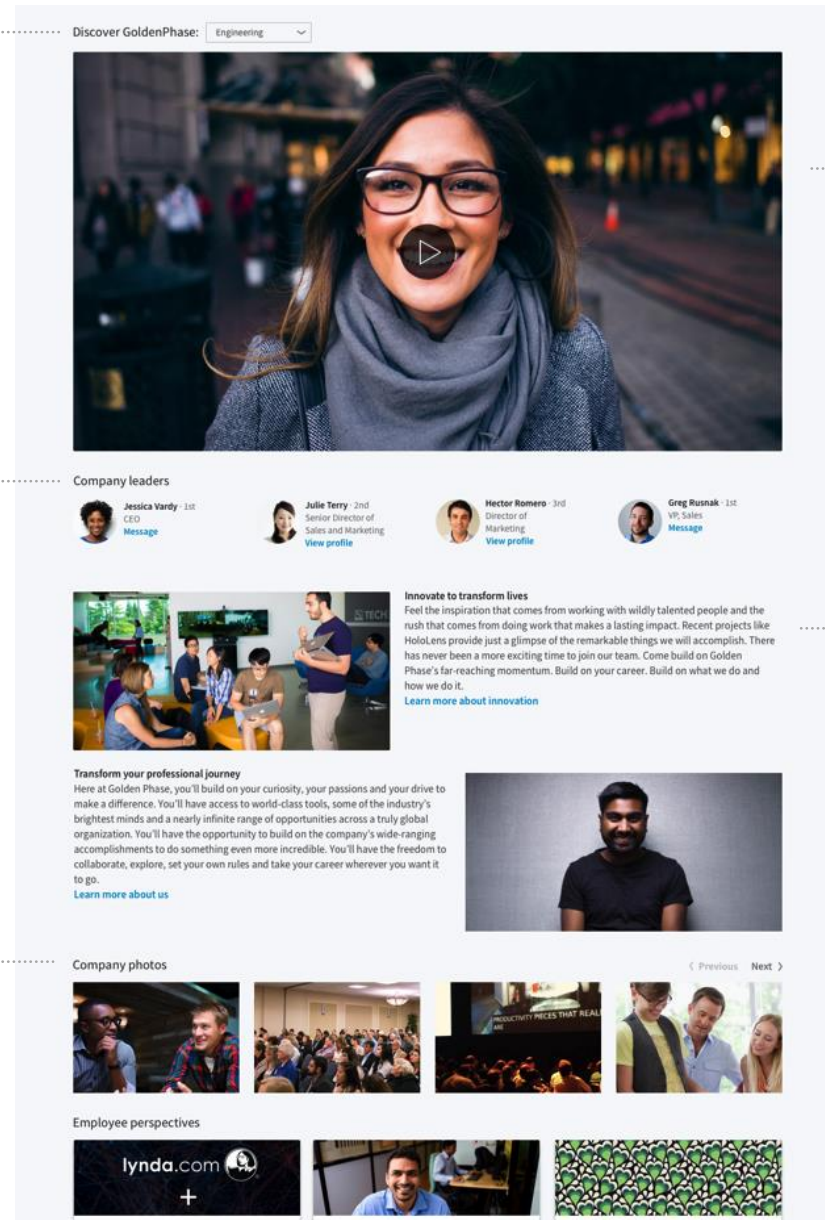 Discover GoldenPhase: Engineering
Company leaders
Jessica Vardy · 1st
CEO
Message
Julie Terry · 2nd
Senior Director of
Sales and Marketing
View profile
Hector Romero · 3rd
Director of
Marketing
View profile
Greg Rusnak · 1st
VP, Sales
Message
TECH
Innovate to transform lives
Feel the inspiration that comes from working with wildly talented people and the
rush that comes from doing work that makes a lasting impact. Recent projects like
HoloLens provide just a glimpse of the remarkable things we will accomplish. There
has never been a more exciting time to join our team. Come build on Golden
Phase's far-reaching momentum. Build on your career. Build on what we do and
how we do it.
Learn more about innovation
Transform your professional journey
Here at Golden Phase, you'll build on your curiosity, your passions and your drive to
make a difference. You'll have access to world-class tools, some of the industry's
brightest minds and a nearly infinite range of opportunities across a truly global
organization. You'll have the opportunity to build on the company's wide-ranging
accomplishments to do something even more incredible. You'll have the freedom to
collaborate, explore, set your own rules and take your career wherever you want it
to go.
Learn more about us
Company photos
Previous Next
PRODUCTIVITY PIECES THAT REAL
ARE
Employee perspectives
lynda.com
+